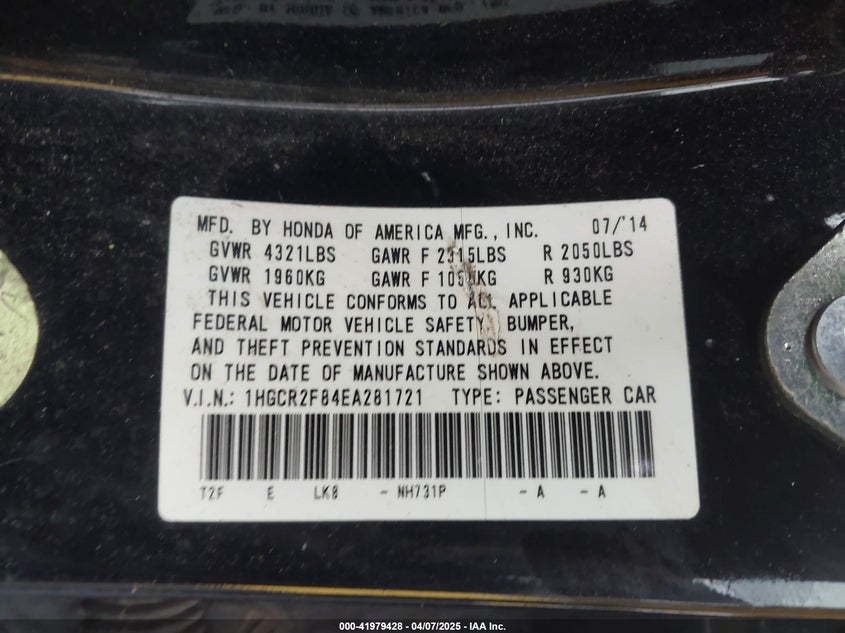 MFD. BY HONDA OF AMERICA MFG., INC. 07/'14
GVWR 4321LBS GAWR F 2315LBS R 2050LBS
GVWR 1960KG GAWR F R 930KG
THIS VEHICLE CONFORMS TO ALL APPLICABLE
FEDERAL MOTOR VEHICLE SAFETY, BUMPER,
AND THEFT PREVENTION STANDARDS IN EFFECT
ON THE DATE OF MANUFACTURE SHOWN ABOVE.
V.I.N.: 1HGCR2F84EA281721 TYPE: PASSENGER CAR
T2F E LK8 - NH731P - A - A
000-41979428 - 04/07/2025 - IAA Inc.